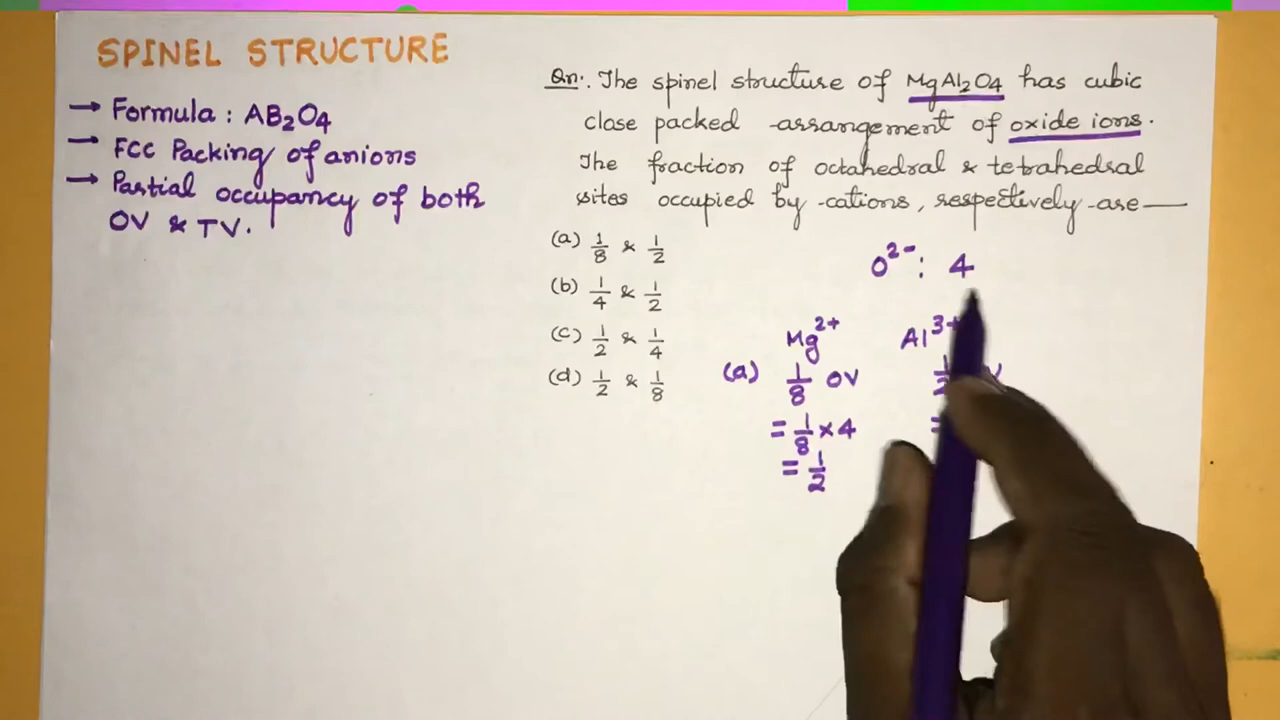 SPINEL STRUCTURE
→ Formula : AB2O4
→ FCC Packing of anions
→ Partial occupancy of both
OV & TV.
Qn:. The spinel structure of MgAl2O4 has cubic
close packed arrangement of oxide ions.
The fraction of octahedral & tetrahedral
sites occupied by cations, respectively are —
(a) 1/8 & 1/2
(b) 1/4 & 1/2
(c) 1/2 & 1/4
(d) 1/2 & 1/8
O2- : 4
Mg2+ Al3+
(a) 1/8 OV
= 1/8 × 4 =
= 1/2